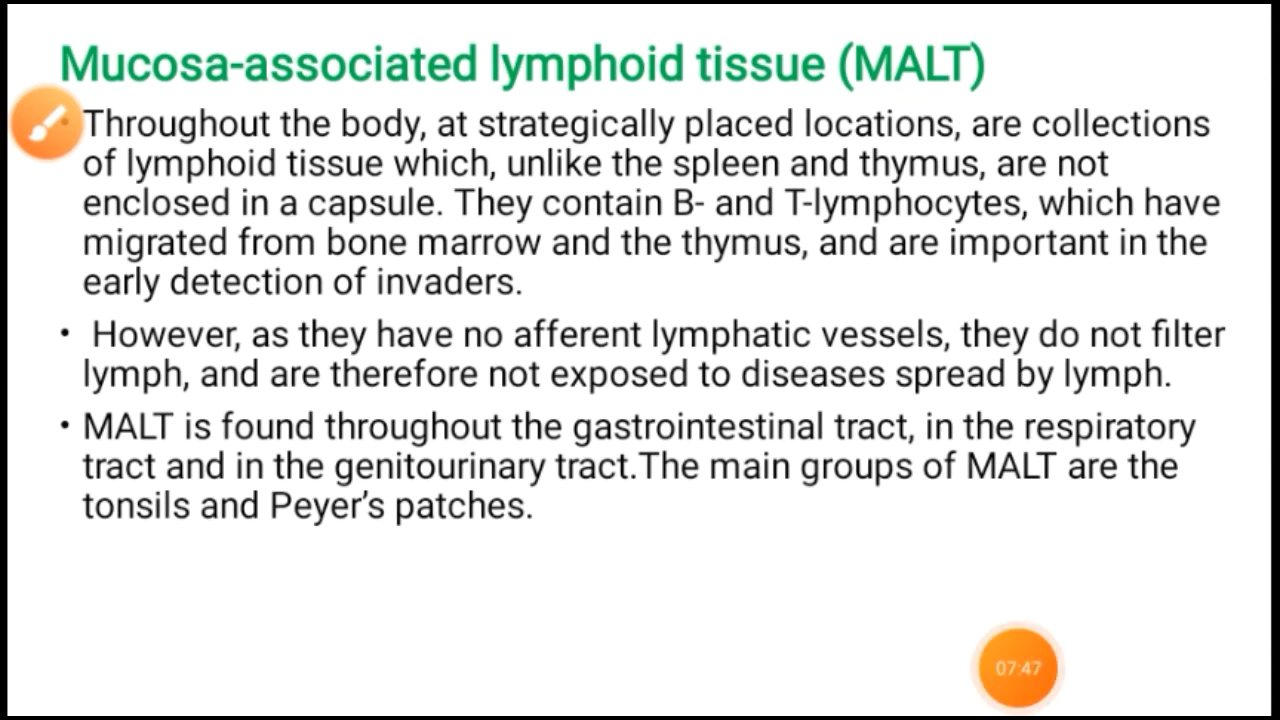 Mucosa-associated lymphoid tissue (MALT)
Throughout the body, at strategically placed locations, are collections
of lymphoid tissue which, unlike the spleen and thymus, are not
enclosed in a capsule. They contain B- and T-lymphocytes, which have
migrated from bone marrow and the thymus, and are important in the
early detection of invaders.
• However, as they have no afferent lymphatic vessels, they do not filter
lymph, and are therefore not exposed to diseases spread by lymph.
• MALT is found throughout the gastrointestinal tract, in the respiratory
tract and in the genitourinary tract.The main groups of MALT are the
tonsils and Peyer’s patches.
07:47